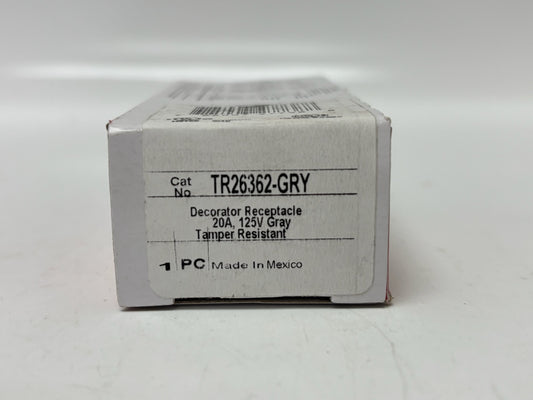 Cat
No. TR26362-GRY
Decorator Receptacle
20A, 125V Gray
Tamper Resistant
1 PC Made In Mexico